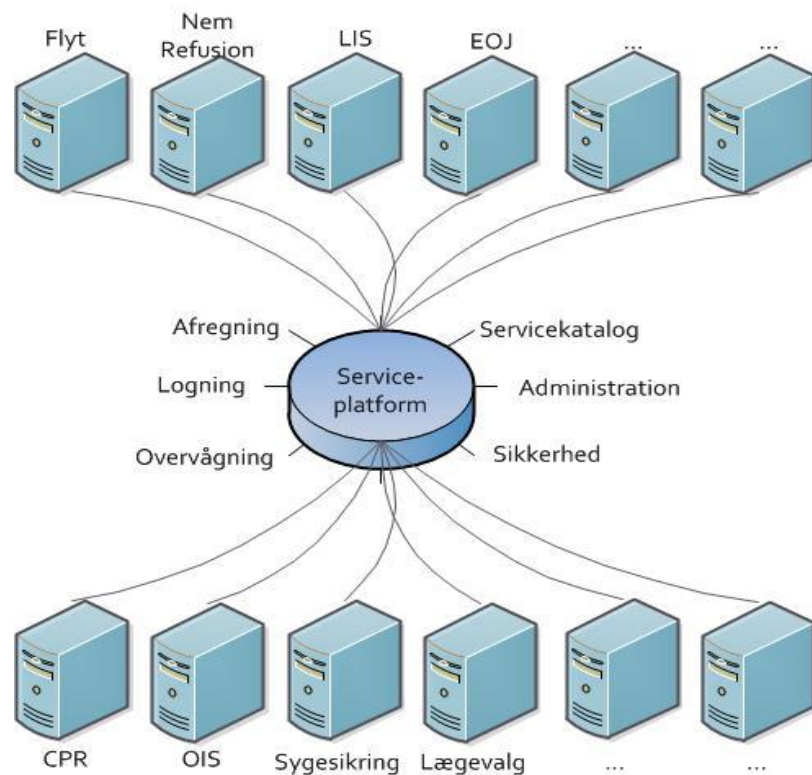 Flyt
Nem
Refusion
LIS
EOJ
...
...
Afregning
Servicekatalog
Logning
Service-
platform
Administration
Overvågning
Sikkerhed
CPR
OIS
Sygesikring
Lægevalg
...
...